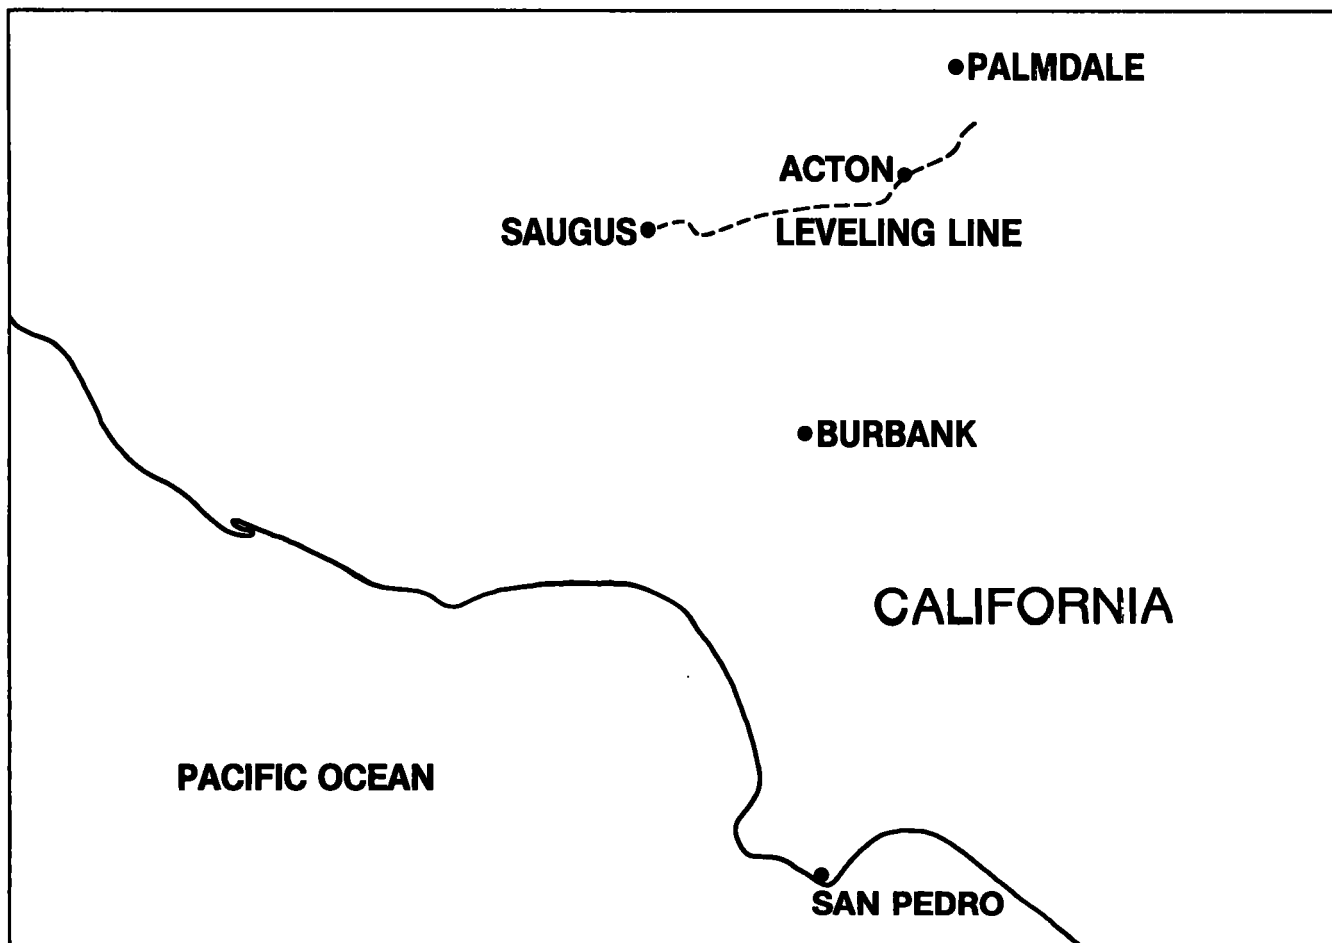 PALMDALE
ACTON
SAUGUS
LEVELING LINE
BURBANK
CALIFORNIA
PACIFIC OCEAN
SAN PEDRO